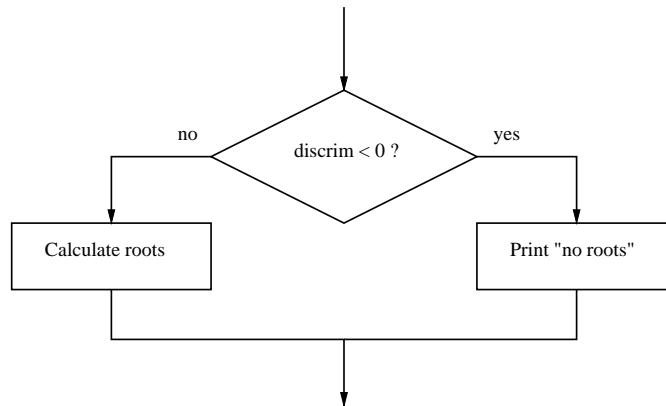 no
yes
discrim < 0 ?
Calculate roots
Print "no roots"